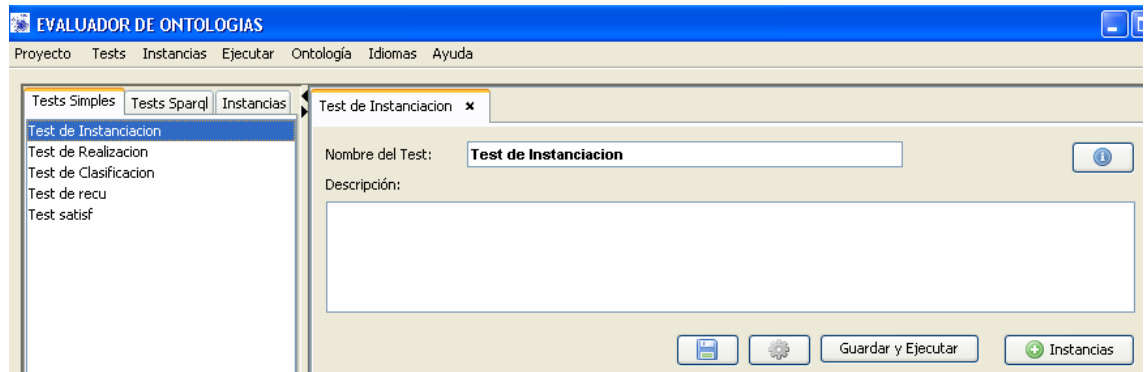 EVALUADOR DE ONTOLOGIAS
Proyecto Tests Instancias Ejecutar Ontología Idiomas Ayuda
Tests Simples Tests Sparql Instancias
Test de Instanciacion
Test de Realizacion
Test de Clasificacion
Test de recu
Test satisf
Test de Instanciacion
Nombre del Test: Test de Instanciacion
Descripción:
Guardar y Ejecutar Instancias